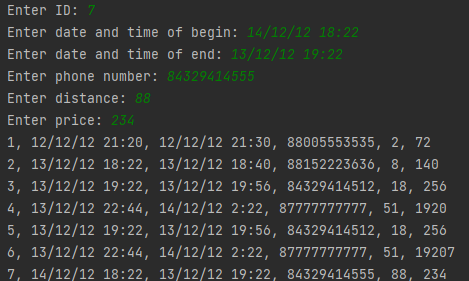 Enter ID: 7
Enter date and time of begin: 14/12/12 18:22
Enter date and time of end: 13/12/12 19:22
Enter phone number: 84329414555
Enter distance: 88
Enter price: 234
1, 12/12/12 21:20, 12/12/12 21:30, 88005553535, 2, 72
2, 13/12/12 18:22, 13/12/12 18:40, 88152223636, 8, 140
3, 13/12/12 19:22, 13/12/12 19:56, 84329414512, 18, 256
4, 13/12/12 22:44, 14/12/12 2:22, 87777777777, 51, 1920
5, 13/12/12 19:22, 13/12/12 19:56, 84329414512, 18, 256
6, 13/12/12 22:44, 14/12/12 2:22, 87777777777, 51, 19207
7, 14/12/12 18:22, 13/12/12 19:22, 84329414555, 88, 234